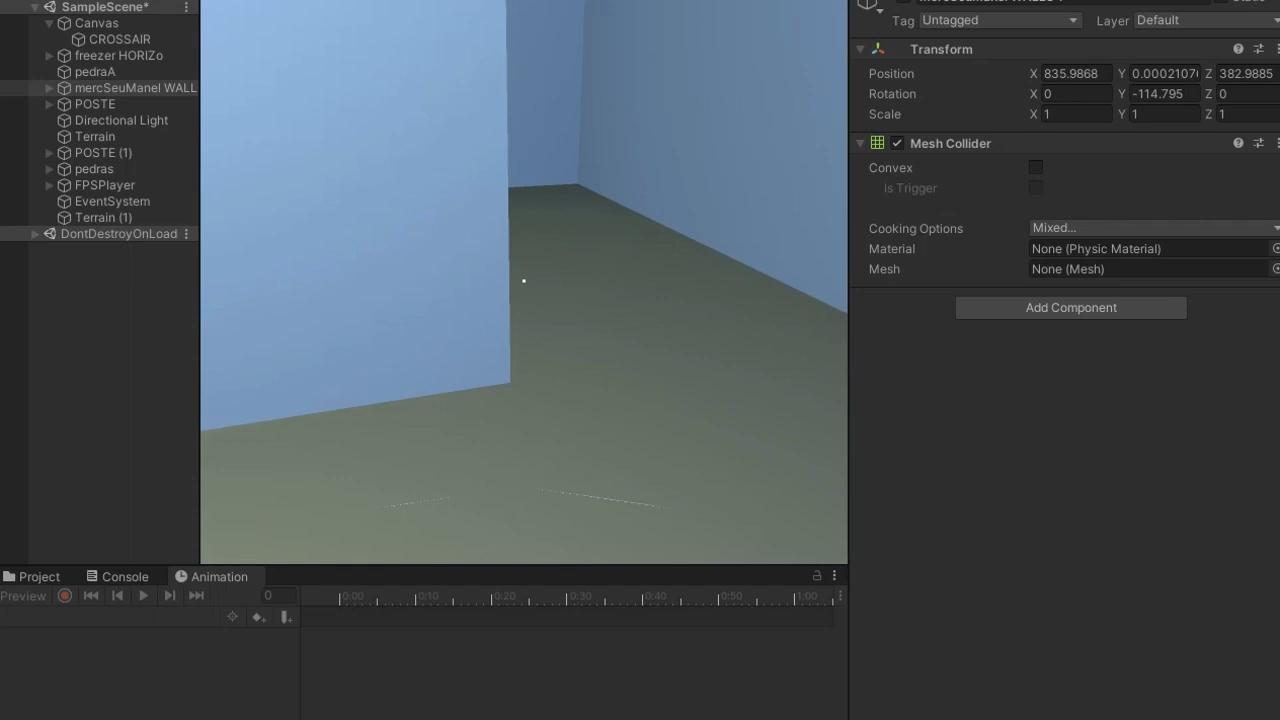 SampleScene*
Canvas
CROSSAIR
freezer HORIZo
pedraA
mercSeuManel WALL
POSTE
Directional Light
Terrain
POSTE (1)
pedras
FPSPlayer
EventSystem
Terrain (1)
DontDestroyOnLoad
Tag Untagged Layer Default
Transform
Position X 835.9868 Y 0.0002107 Z 382.9885
Rotation X 0 Y -114.795 Z 0
Scale X 1 Y 1 Z 1
Mesh Collider
Convex
Is Trigger
Cooking Options Mixed...
Material None (Physic Material)
Mesh None (Mesh)
Add Component
Project Console Animation
Preview 0 0:00 0:10 0:20 0:30 0:40 0:50 1:00